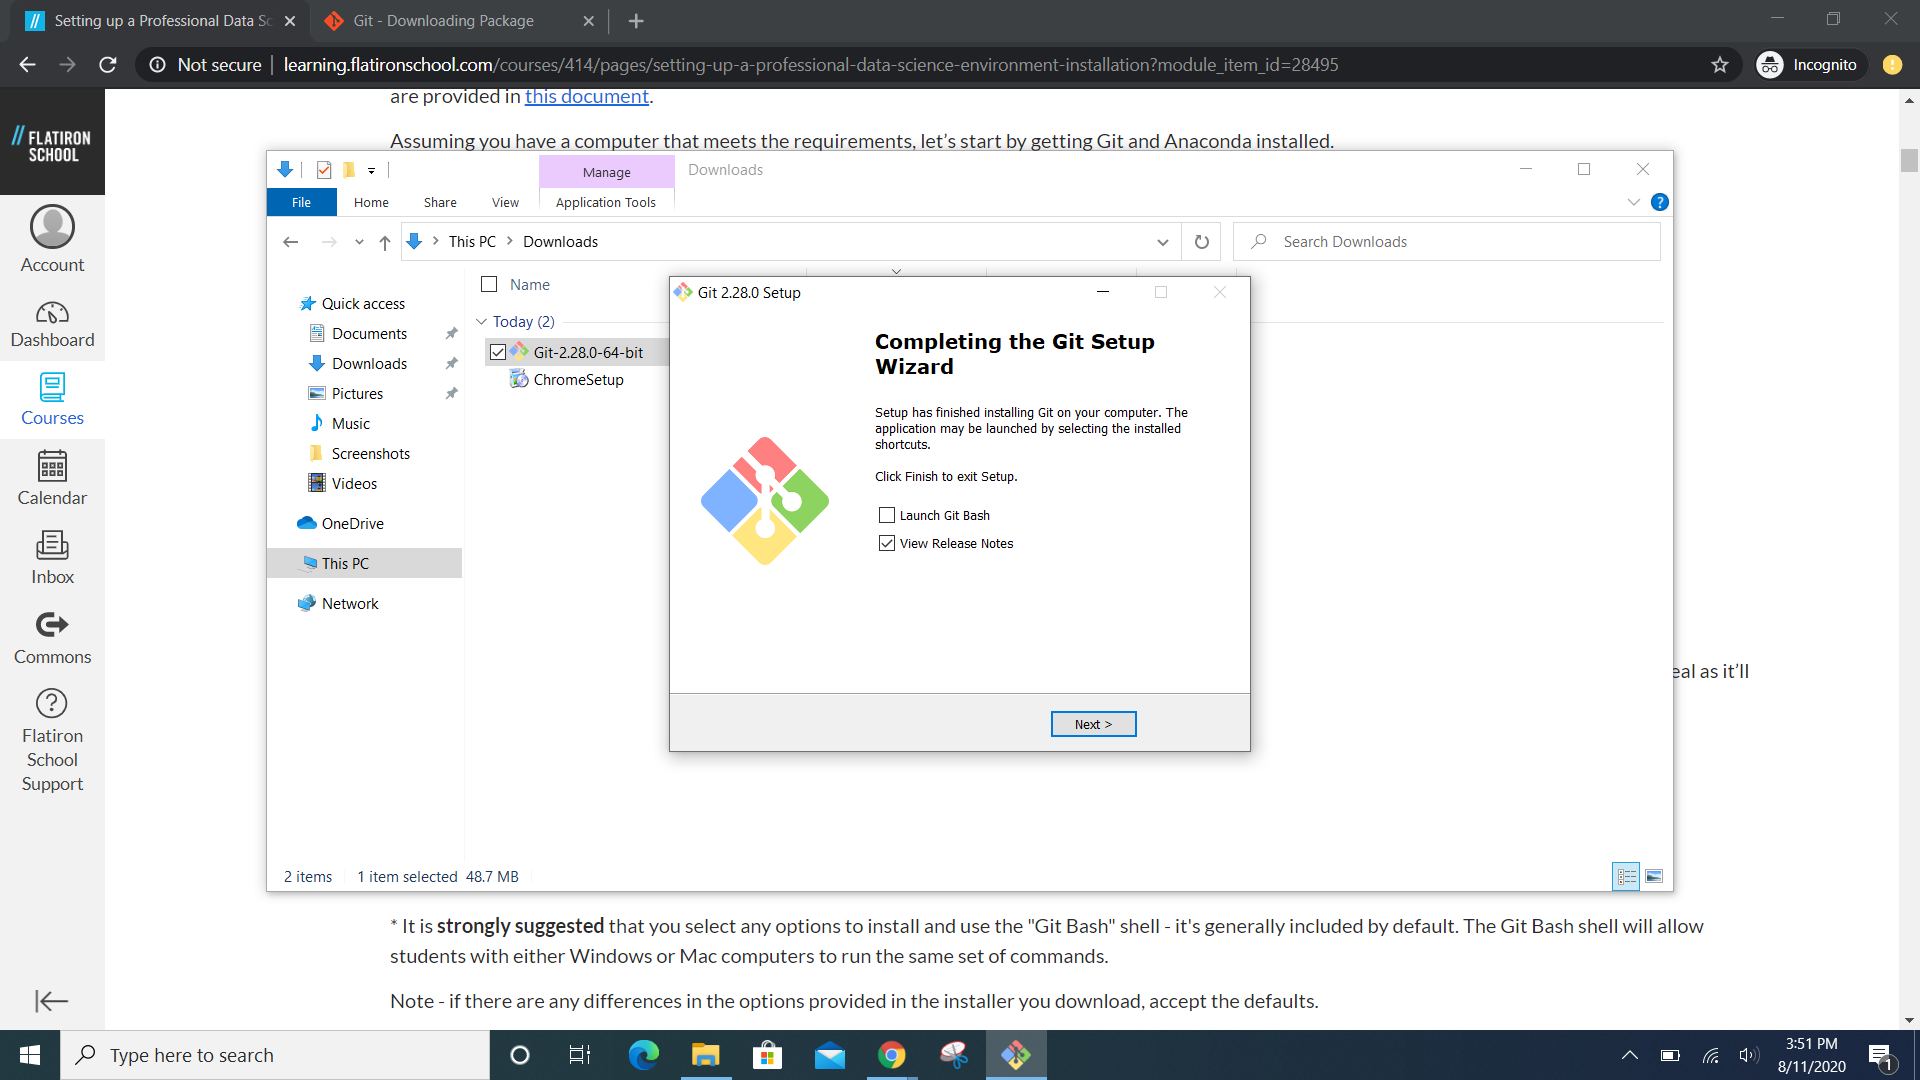 Setting up a Professional Data Sc
Git - Downloading Package
Not secure
learning.flatironschool.com/courses/414/pages/setting-up-a-professional-data-science-environment-installation?module_item_id=28495
Incognito
are provided in this document.
Assuming you have a computer that meets the requirements, let’s start by getting Git and Anaconda installed.
// FLATIRON
SCHOOL
Account
Dashboard
Courses
Calendar
Inbox
Commons
Flatiron
School
Support
Manage
Downloads
File
Home
Share
View
Application Tools
?
This PC
Downloads
Search Downloads
Name
Quick access
Documents
Downloads
Pictures
Music
Screenshots
Videos
OneDrive
This PC
Network
Today (2)
Git-2.28.0-64-bit
ChromeSetup
Git 2.28.0 Setup
Completing the Git Setup
Wizard
Setup has finished installing Git on your computer. The
application may be launched by selecting the installed
shortcuts.
Click Finish to exit Setup.
Launch Git Bash
View Release Notes
Next >
eal as it’ll
2 items
1 item selected 48.7 MB
* It is strongly suggested that you select any options to install and use the "Git Bash" shell - it's generally included by default. The Git Bash shell will allow
students with either Windows or Mac computers to run the same set of commands.
Note - if there are any differences in the options provided in the installer you download, accept the defaults.
Type here to search
3:51 PM
8/11/2020
1